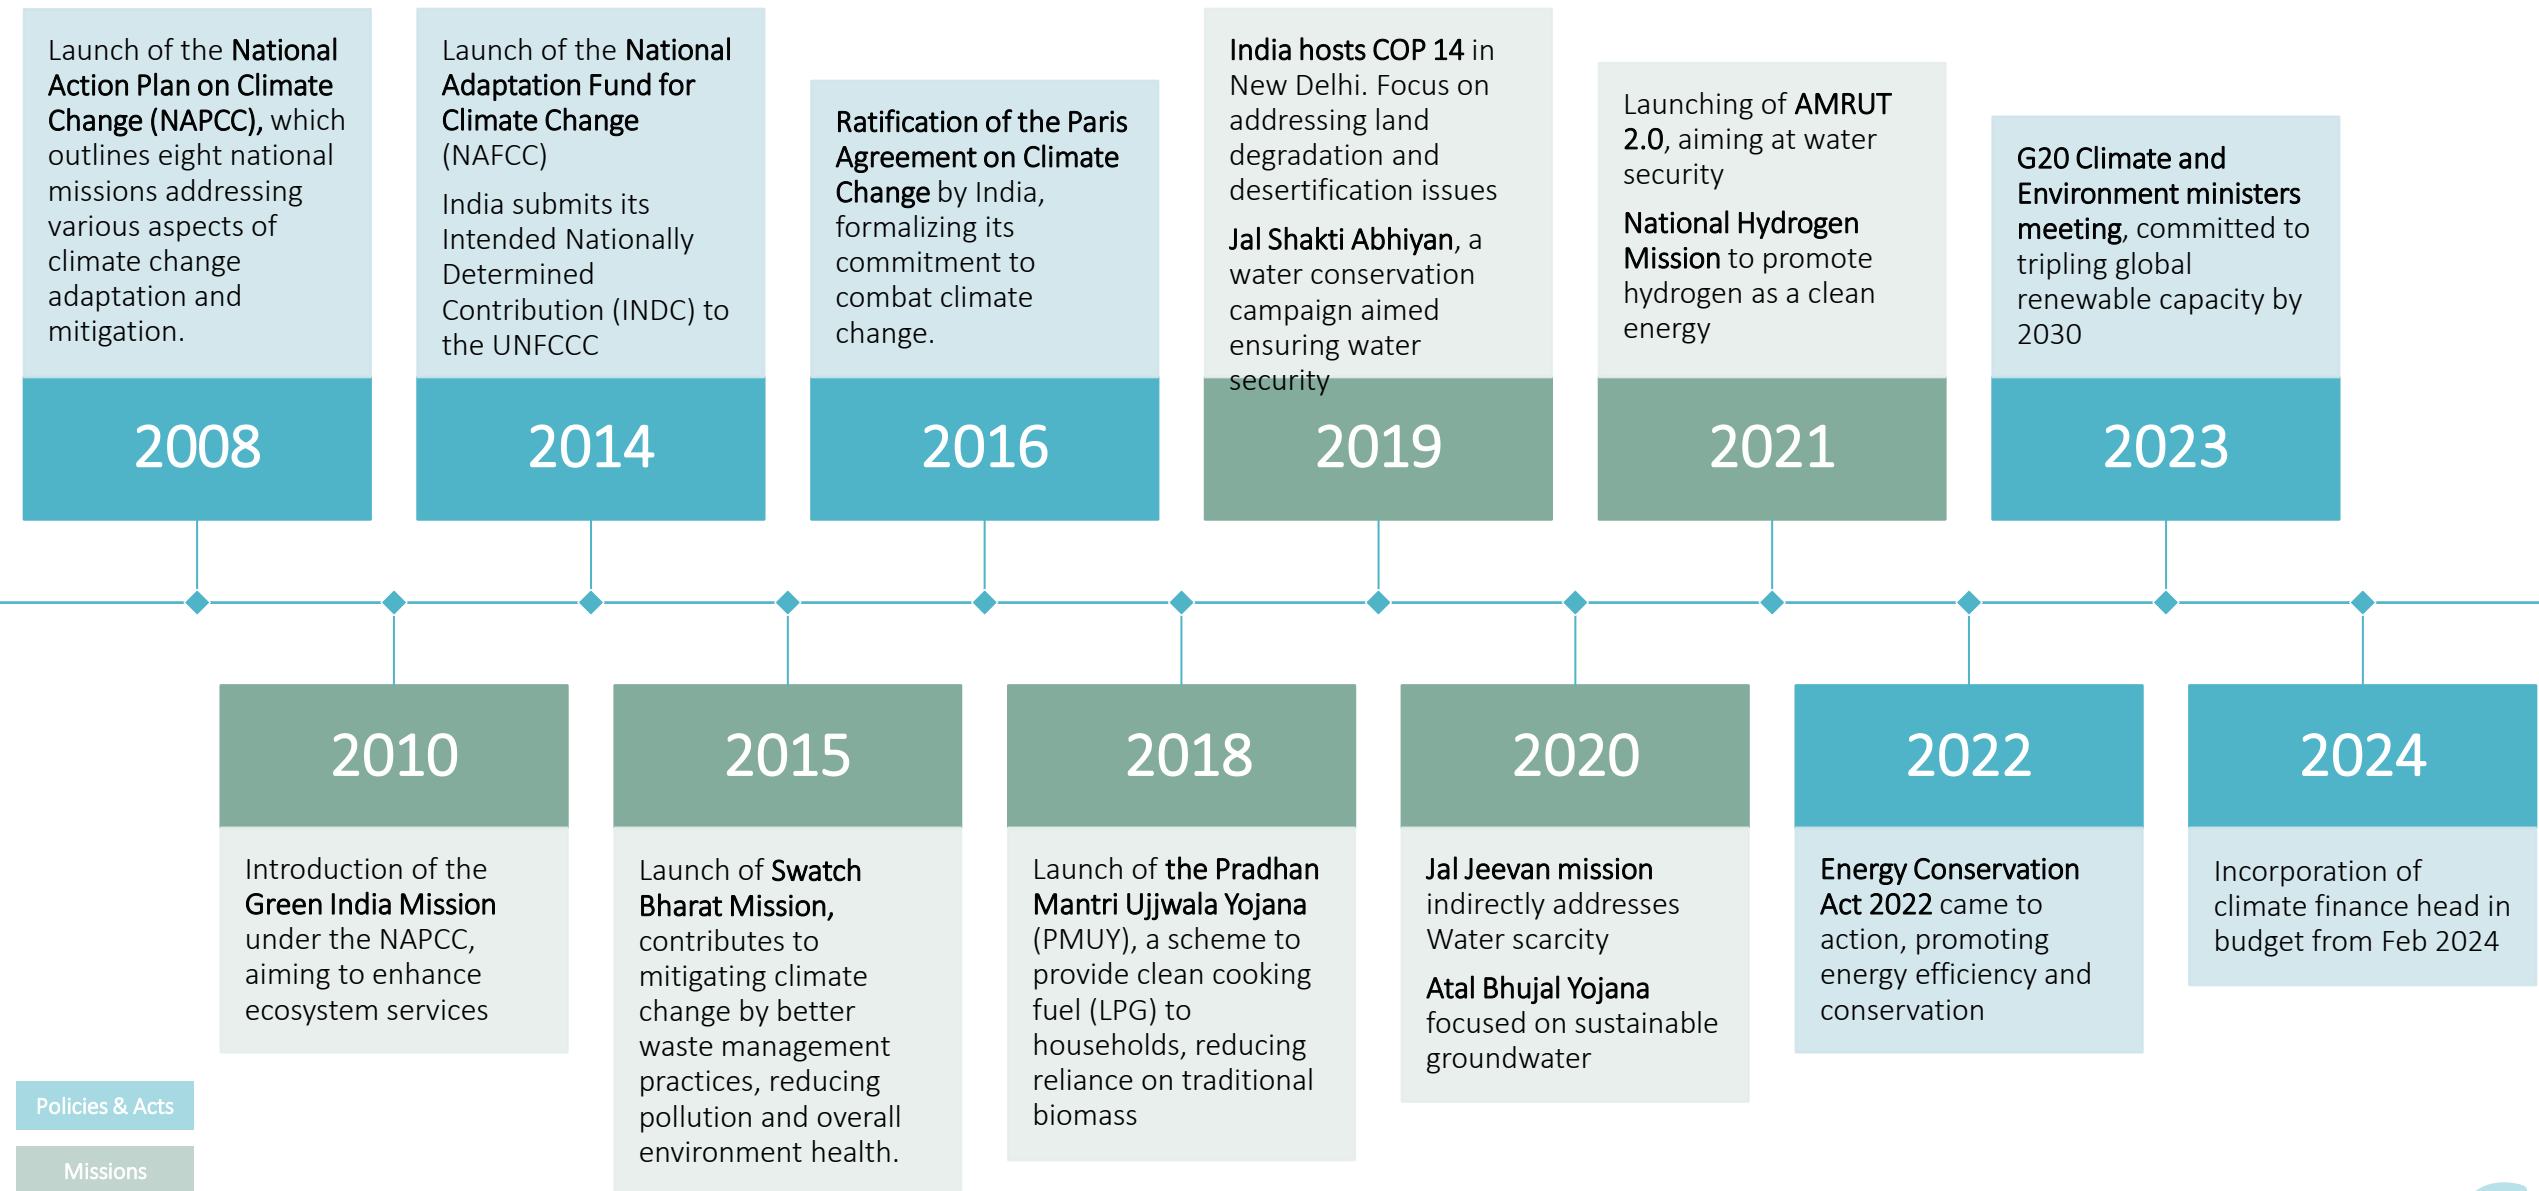 Launch of the National
Action Plan on Climate
Change (NAPCC), which
outlines eight national
missions addressing
various aspects of
climate change
adaptation and
mitigation.
2008
Launch of the National
Adaptation Fund for
Climate Change
(NAFCC)
India submits its
Intended Nationally
Determined
Contribution (INDC) to
the UNFCCC
2014
Ratification of the Paris
Agreement on Climate
Change by India,
formalizing its
commitment to
combat climate
change.
2016
India hosts COP 14 in
New Delhi. Focus on
addressing land
degradation and
desertification issues
Jal Shakti Abhiyan, a
water conservation
campaign aimed
ensuring water
security
2019
Launching of AMRUT
2.0, aiming at water
security
National Hydrogen
Mission to promote
hydrogen as a clean
energy
2021
G20 Climate and
Environment ministers
meeting, committed to
tripling global
renewable capacity by
2030
2023
2010
Introduction of the
Green India Mission
under the NAPCC,
aiming to enhance
ecosystem services
2015
Launch of Swatch
Bharat Mission,
contributes to
mitigating climate
change by better
waste management
practices, reducing
pollution and overall
environment health.
2018
Launch of the Pradhan
Mantri Ujjwala Yojana
(PMUY), a scheme to
provide clean cooking
fuel (LPG) to
households, reducing
reliance on traditional
biomass
2020
Jal Jeevan mission
indirectly addresses
Water scarcity
Atal Bhujal Yojana
focused on sustainable
groundwater
2022
Energy Conservation
Act 2022 came to
action, promoting
energy efficiency and
conservation
2024
Incorporation of
climate finance head in
budget from Feb 2024
Policies & Acts
Missions